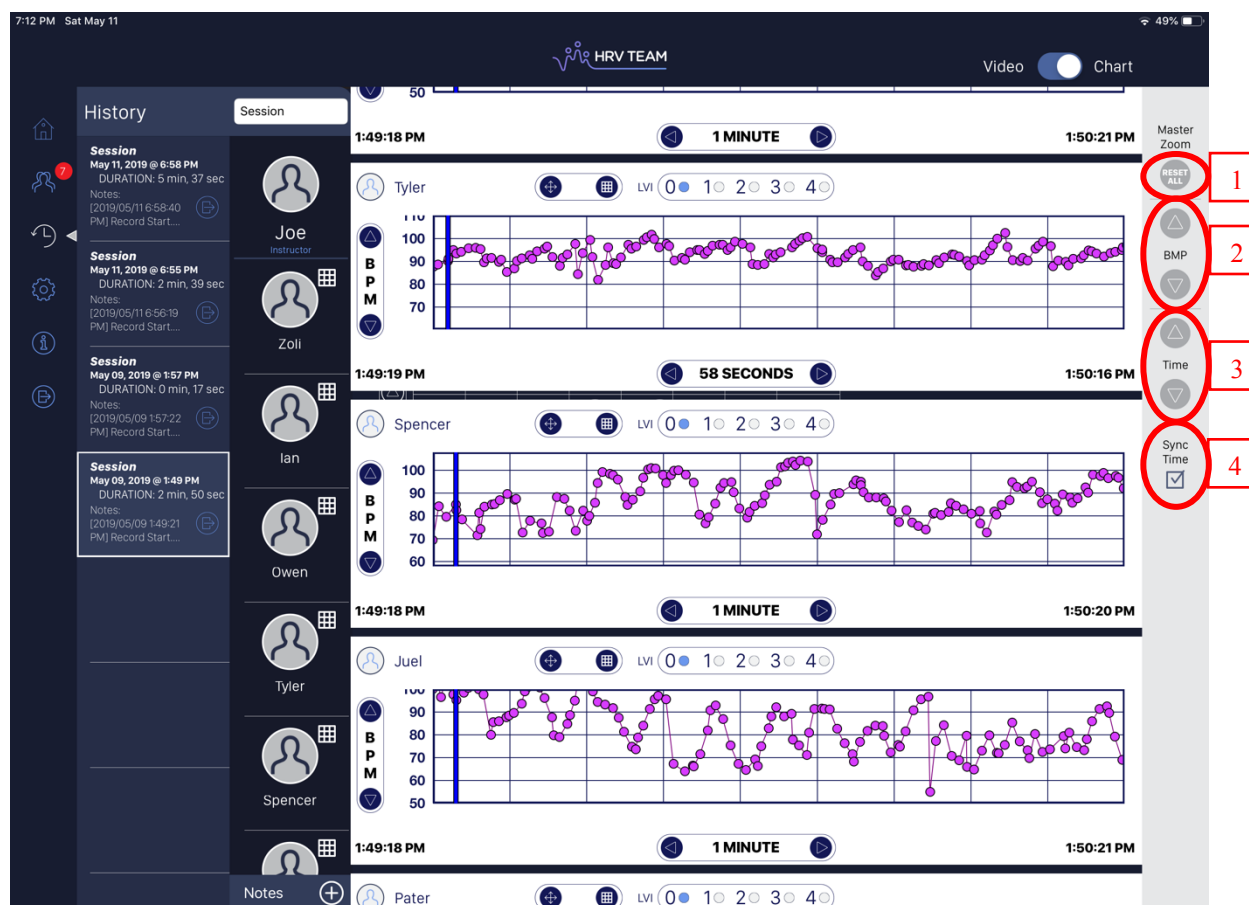 7:12 PM Sat May 11
49%
HRV TEAM
Video Chart
History
Session
Session
May 11, 2019 @ 6:58 PM
DURATION: 5 min, 37 sec
Notes:
[2019/05/11 6:58:40
PM] Record Start....
Session
May 11, 2019 @ 6:55 PM
DURATION: 2 min, 39 sec
Notes:
[2019/05/11 6:56:19
PM] Record Start....
Session
May 09, 2019 @ 1:57 PM
DURATION: 0 min, 17 sec
Notes:
[2019/05/09 1:57:22
PM] Record Start....
Session
May 09, 2019 @ 1:49 PM
DURATION: 2 min, 50 sec
Notes:
[2019/05/09 1:49:21
PM] Record Start....
7
Joe
Instructor
Zoli
Ian
Owen
Tyler
Spencer
Notes
50
1:49:18 PM 1 MINUTE 1:50:21 PM
Tyler LVI 0 1 2 3 4
110
100
90
80
70
BPM
1:49:19 PM 58 SECONDS 1:50:16 PM
Spencer LVI 0 1 2 3 4
100
90
80
70
60
BPM
1:49:18 PM 1 MINUTE 1:50:20 PM
Juel LVI 0 1 2 3 4
100
90
80
70
60
50
BPM
1:49:18 PM 1 MINUTE 1:50:21 PM
Pater LVI 0 1 2 3 4
Master
Zoom
RESET
ALL
BMP
Time
Sync
Time
1
2
3
4